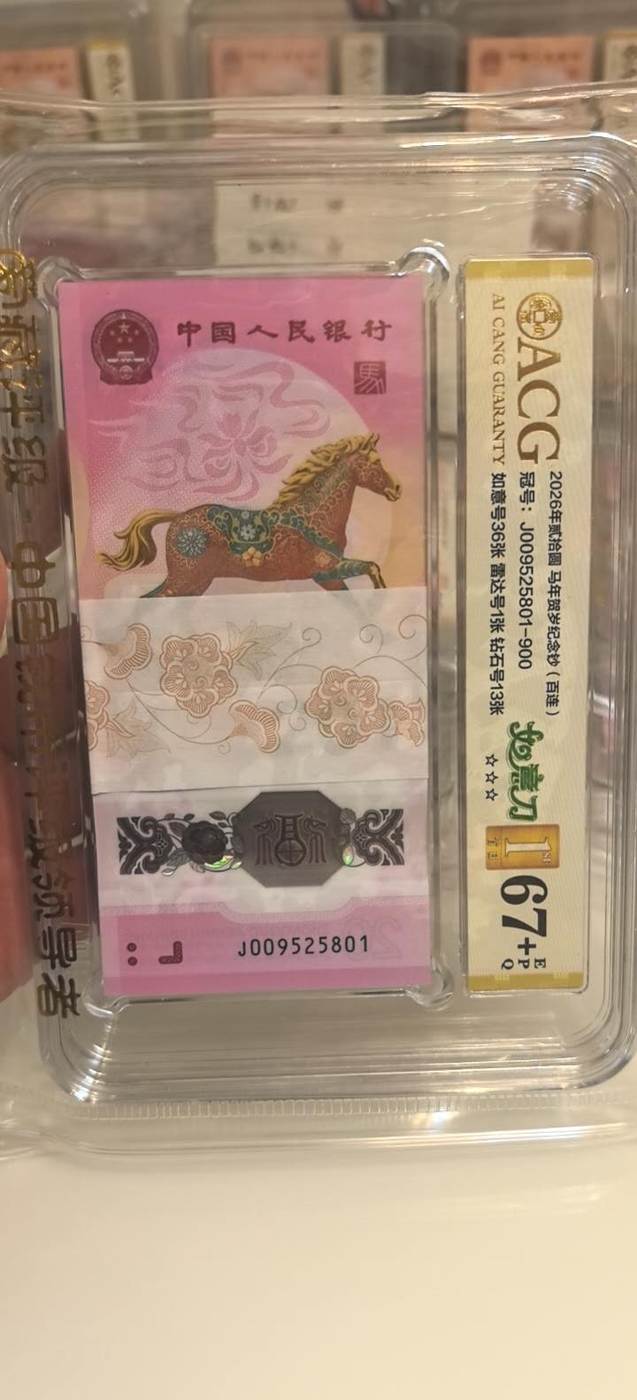 中国人民银行
馬
J009525801
ACG
AI CANG GUARANTY
2026年贰拾圆 马年贺岁纪念钞（百连）
冠号：J009525801-900
如意号36张 雷达号1张 钻石号13张
如意刀
☆☆☆
1ST
67+
EPQ